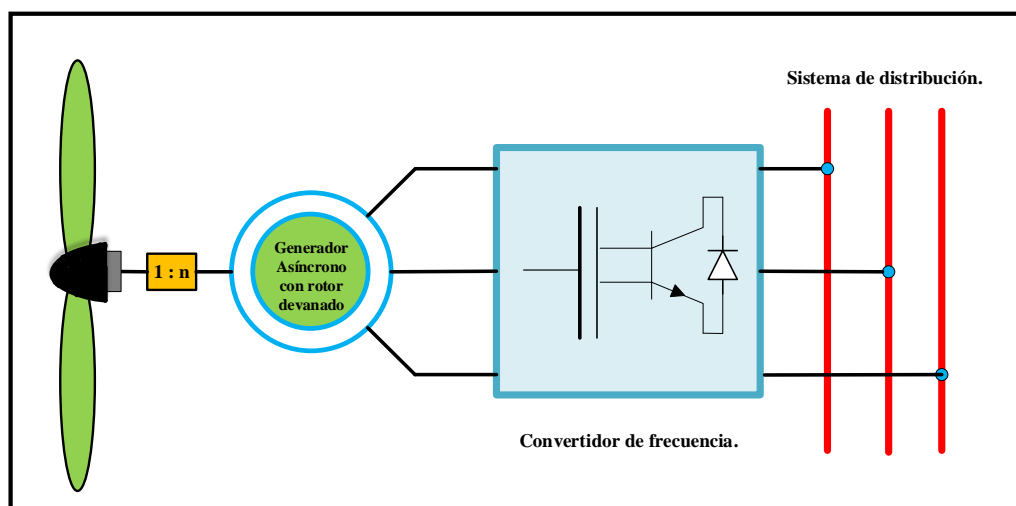 Sistema de distribución.
1 : n
Generador
Asíncrono
con rotor
devanado
Convertidor de frecuencia.